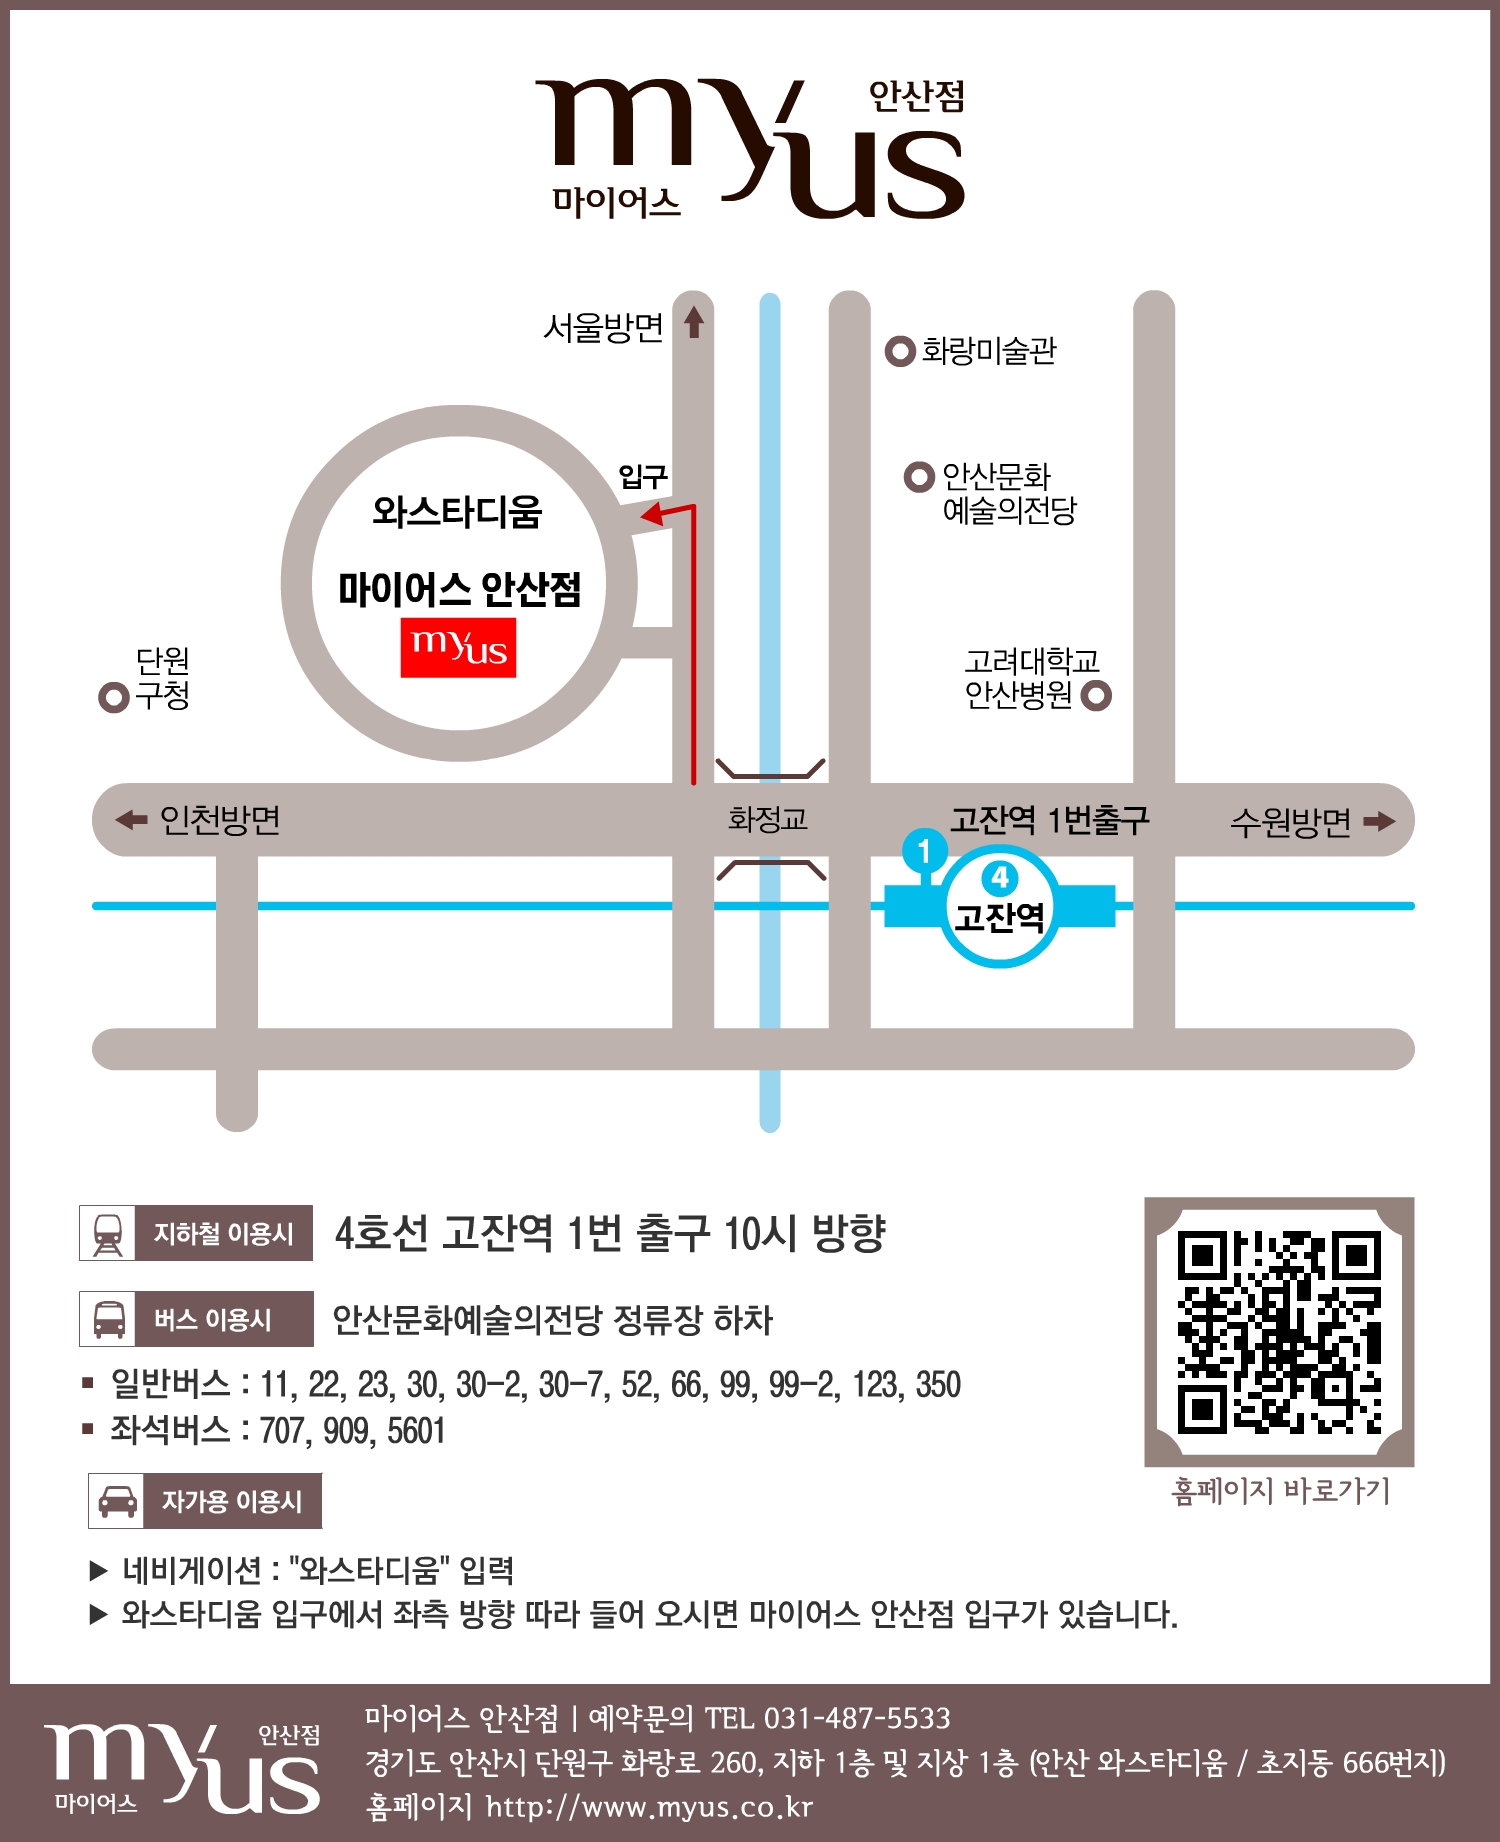 myus
안산점
마이어스
서울방면
화랑미술관
입구
안산문화
예술의전당
와스타디움
마이어스 안산점
myus
단원
구청
고려대학교
안산병원
인천방면
화정교
고잔역 1번출구
수원방면
1
4
고잔역
지하철 이용시
4호선 고잔역 1번 출구 10시 방향
버스 이용시
안산문화예술의전당 정류장 하차
▪ 일반버스 : 11, 22, 23, 30, 30-2, 30-7, 52, 66, 99, 99-2, 123, 350
▪ 좌석버스 : 707, 909, 5601
홈페이지 바로가기
자가용 이용시
▶ 네비게이션 : "와스타디움" 입력
▶ 와스타디움 입구에서 좌측 방향 따라 들어 오시면 마이어스 안산점 입구가 있습니다.
myus
안산점
마이어스
마이어스 안산점 | 예약문의 TEL 031-487-5533
경기도 안산시 단원구 화랑로 260, 지하 1층 및 지상 1층 (안산 와스타디움 / 초지동 666번지)
홈페이지 http://www.myus.co.kr